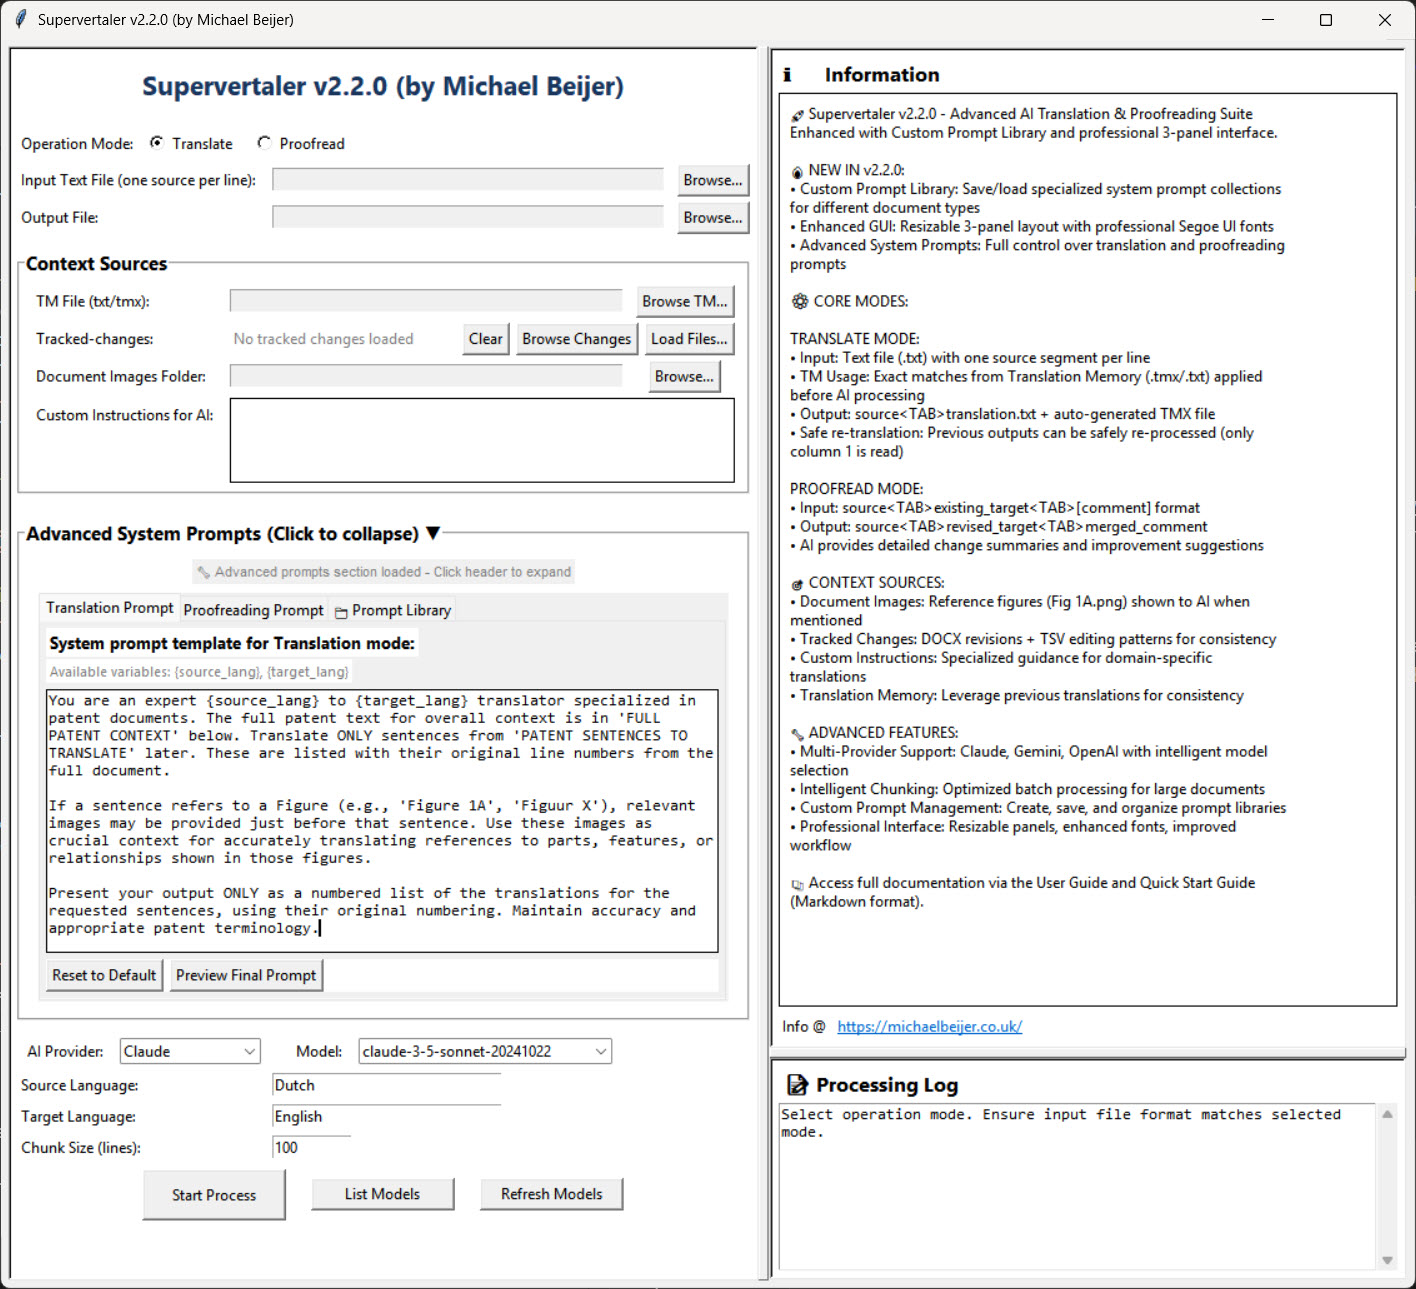 Supervertaler v2.2.0 (by Michael Beijer)
Supervertaler v2.2.0 (by Michael Beijer)
Operation Mode: Translate Proofread
Input Text File (one source per line): Browse...
Output File: Browse...
Context Sources
TM File (txt/tmx): Browse TM...
Tracked-changes: No tracked changes loaded Clear Browse Changes Load Files...
Document Images Folder: Browse...
Custom Instructions for AI:
Advanced System Prompts (Click to collapse) ▼
Advanced prompts section loaded - Click header to expand
Translation Prompt Proofreading Prompt Prompt Library
System prompt template for Translation mode:
Available variables: {source_lang}, {target_lang}
You are an expert {source_lang} to {target_lang} translator specialized in
patent documents. The full patent text for overall context is in 'FULL
PATENT CONTEXT' below. Translate ONLY sentences from 'PATENT SENTENCES TO
TRANSLATE' later. These are listed with their original line numbers from the
full document.
If a sentence refers to a Figure (e.g., 'Figure 1A', 'Figuur X'), relevant
images may be provided just before that sentence. Use these images as
crucial context for accurately translating references to parts, features, or
relationships shown in those figures.
Present your output ONLY as a numbered list of the translations for the
requested sentences, using their original numbering. Maintain accuracy and
appropriate patent terminology.
Reset to Default Preview Final Prompt
AI Provider: Claude Model: claude-3-5-sonnet-20241022
Source Language: Dutch
Target Language: English
Chunk Size (lines): 100
Start Process List Models Refresh Models
Information
Supervertaler v2.2.0 - Advanced AI Translation & Proofreading Suite
Enhanced with Custom Prompt Library and professional 3-panel interface.
NEW IN v2.2.0:
• Custom Prompt Library: Save/load specialized system prompt collections
for different document types
• Enhanced GUI: Resizable 3-panel layout with professional Segoe UI fonts
• Advanced System Prompts: Full control over translation and proofreading
prompts
CORE MODES:
TRANSLATE MODE:
• Input: Text file (.txt) with one source segment per line
• TM Usage: Exact matches from Translation Memory (.tmx/.txt) applied
before AI processing
• Output: source<TAB>translation.txt + auto-generated TMX file
• Safe re-translation: Previous outputs can be safely re-processed (only
column 1 is read)
PROOFREAD MODE:
• Input: source<TAB>existing_target<TAB>[comment] format
• Output: source<TAB>revised_target<TAB>merged_comment
• AI provides detailed change summaries and improvement suggestions
CONTEXT SOURCES:
• Document Images: Reference figures (Fig 1A.png) shown to AI when
mentioned
• Tracked Changes: DOCX revisions + TSV editing patterns for consistency
• Custom Instructions: Specialized guidance for domain-specific
translations
• Translation Memory: Leverage previous translations for consistency
ADVANCED FEATURES:
• Multi-Provider Support: Claude, Gemini, OpenAI with intelligent model
selection
• Intelligent Chunking: Optimized batch processing for large documents
• Custom Prompt Management: Create, save, and organize prompt libraries
• Professional Interface: Resizable panels, enhanced fonts, improved
workflow
Access full documentation via the User Guide and Quick Start Guide
(Markdown format).
Info @ https://michaelbeijer.co.uk/
Processing Log
Select operation mode. Ensure input file format matches selected
mode.